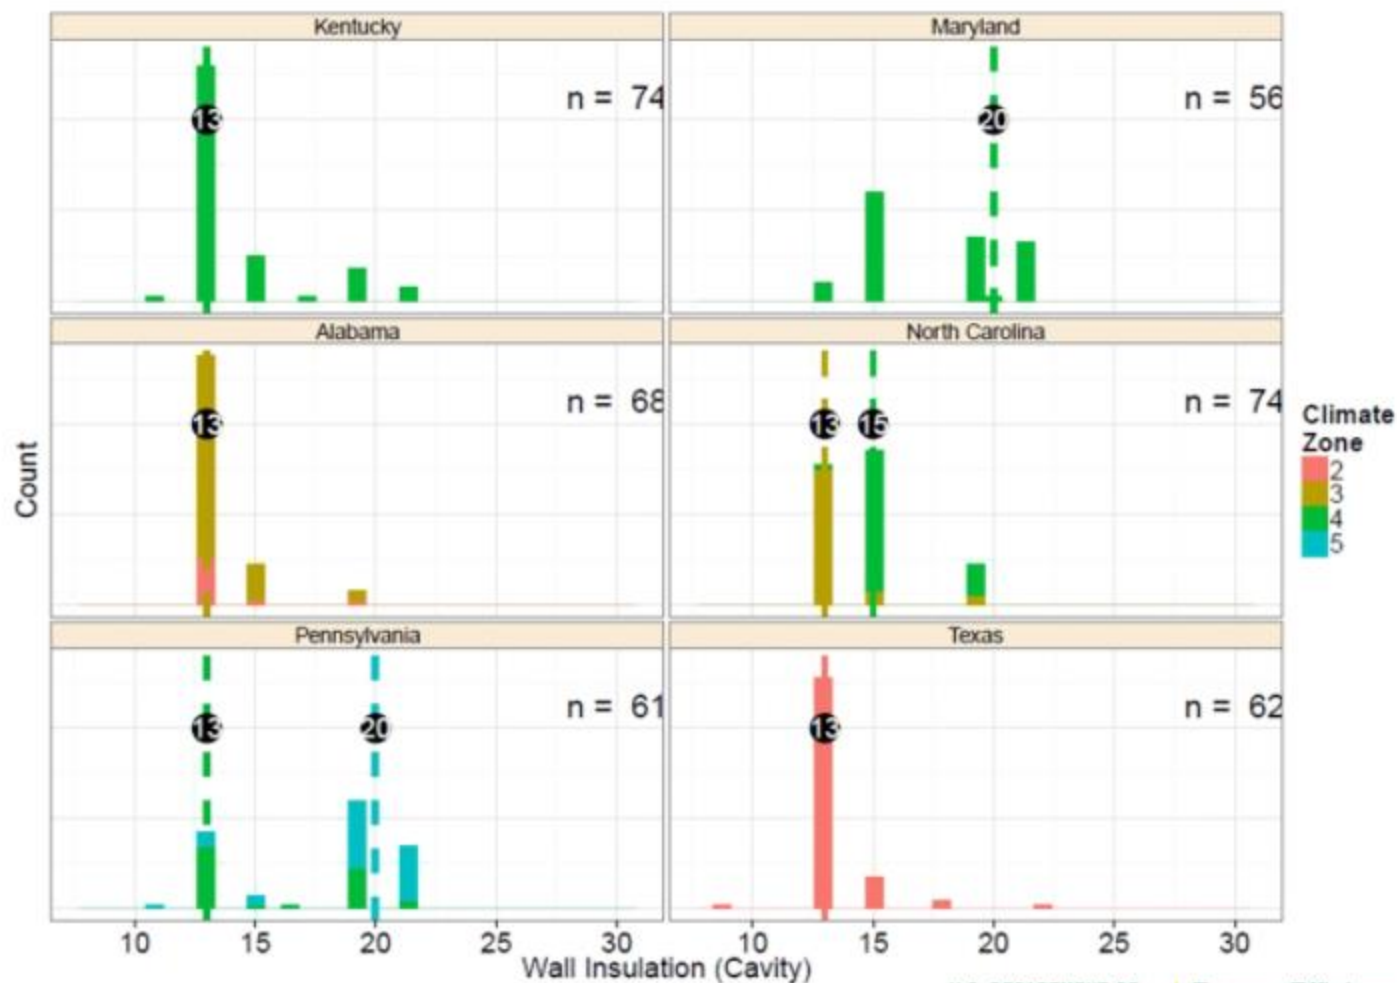 Kentucky
Maryland
n = 74
n = 56
13
20
Alabama
North Carolina
n = 68
n = 74
13
13
15
Pennsylvania
Texas
n = 61
n = 62
13
20
13
Count
10
15
20
25
30
10
15
20
25
30
Wall Insulation (Cavity)
Climate
Zone
2
3
4
5